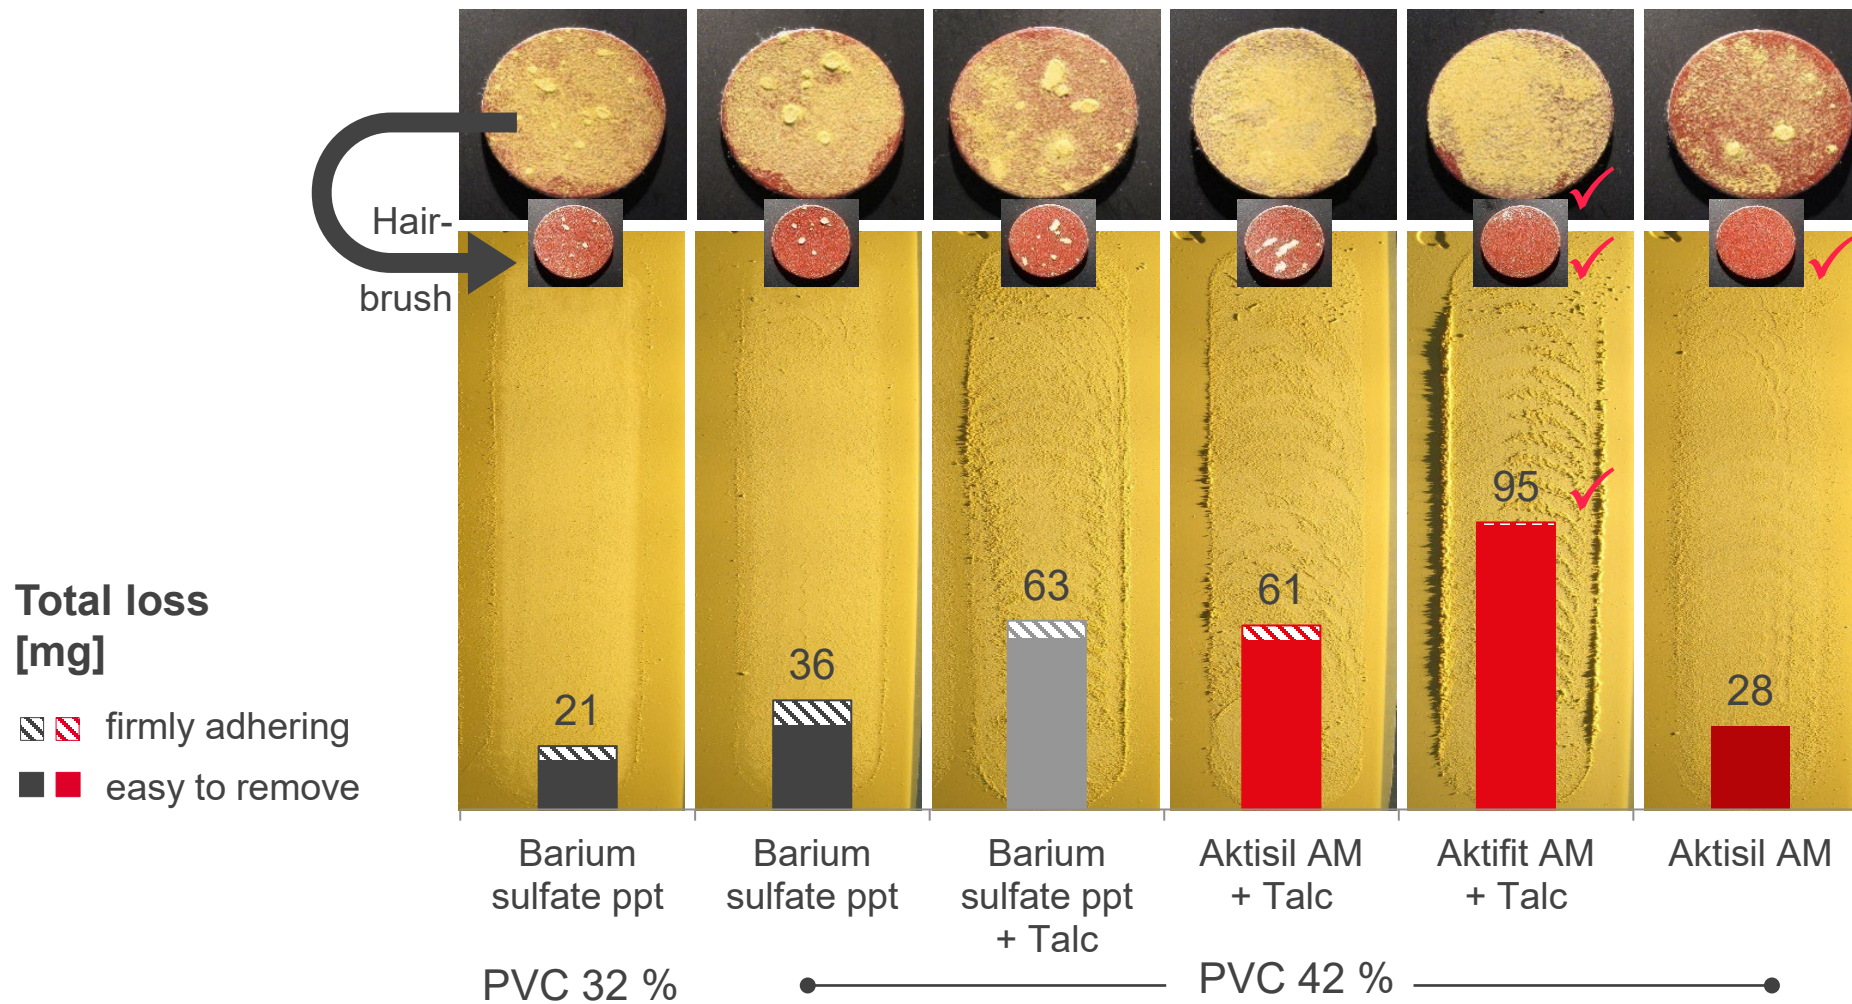 Hair-
brush
Total loss
[mg]
firmly adhering
easy to remove
21
36
63
61
95
28
Barium
sulfate ppt
Barium
sulfate ppt
Barium
sulfate ppt
+ Talc
Aktisil AM
+ Talc
Aktifit AM
+ Talc
Aktisil AM
PVC 32 %
PVC 42 %